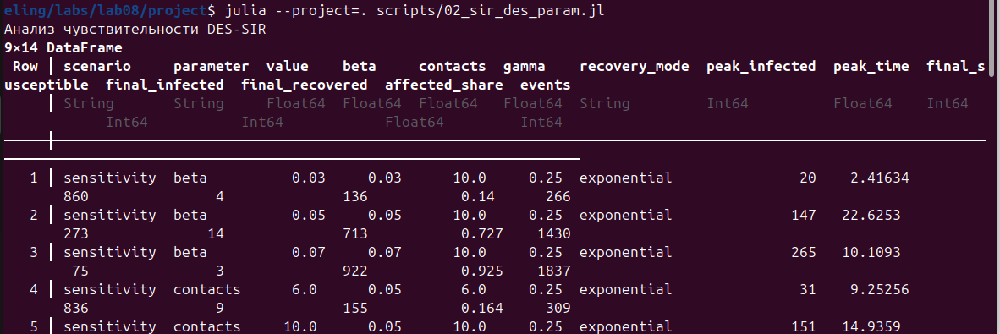 eling/labs/lab08/project$ julia --project=. scripts/02_sir_des_param.jl
Анализ чувствительности DES-SIR
9×14 DataFrame
Row │ scenario parameter value beta contacts gamma recovery_mode peak_infected peak_time final_s
usceptible final_infected final_recovered affected_share events
│ String String Float64 Float64 Float64 Float64 String Int64 Float64 Int64
Int64 Int64 Float64 Int64
1 │ sensitivity beta 0.03 0.03 10.0 0.25 exponential 20 2.41634
860 4 136 0.14 266
2 │ sensitivity beta 0.05 0.05 10.0 0.25 exponential 147 22.6253
273 14 713 0.727 1430
3 │ sensitivity beta 0.07 0.07 10.0 0.25 exponential 265 10.1093
75 3 922 0.925 1837
4 │ sensitivity contacts 6.0 0.05 6.0 0.25 exponential 31 9.25256
836 9 155 0.164 309
5 │ sensitivity contacts 10.0 0.05 10.0 0.25 exponential 151 14.9359